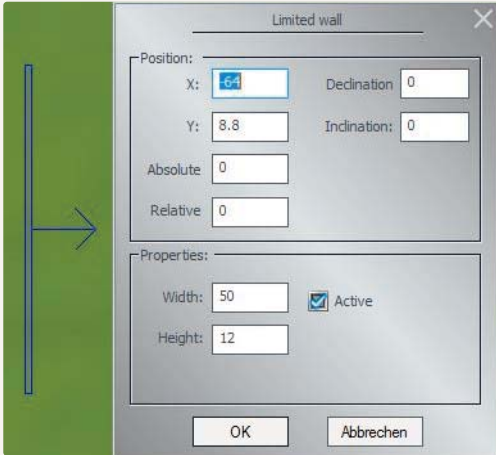 Limited wall
Position:
X: -64 Declination 0
Y: 8.8 Inclination: 0
Absolute 0
Relative 0
Properties:
Width: 50 Active
Height: 12
OK Abbrechen